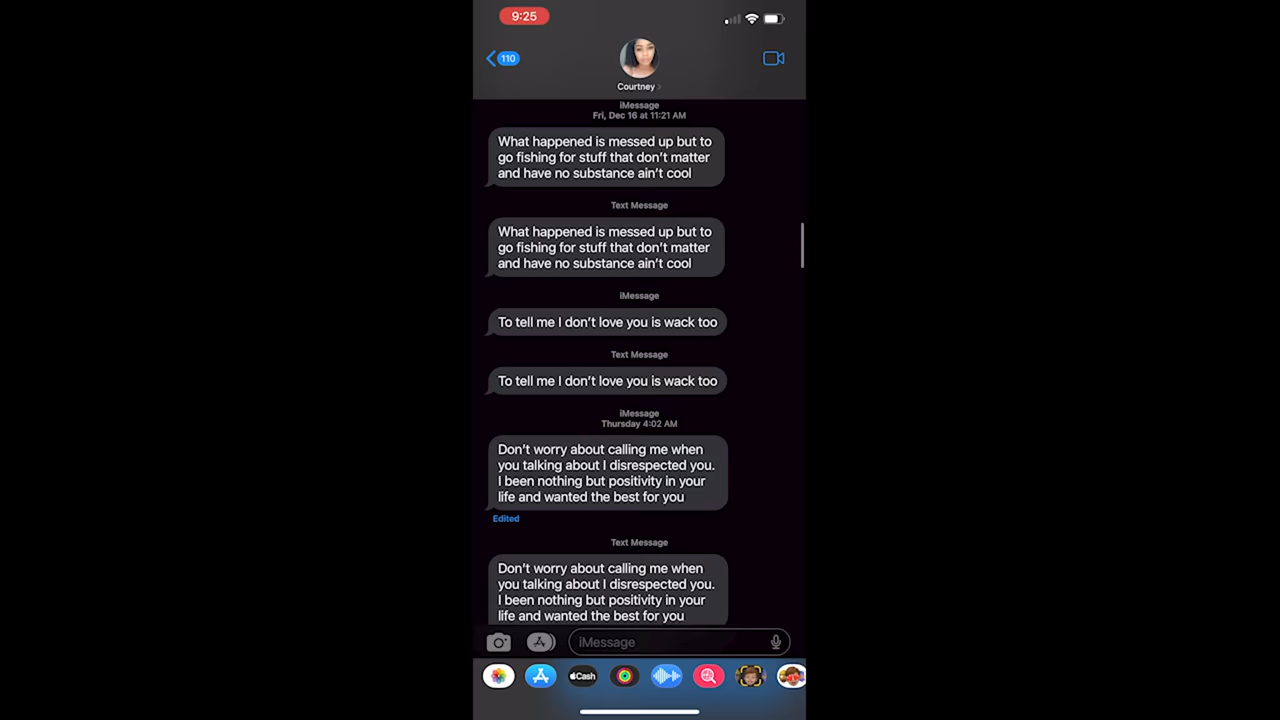 9:25
110
Courtney
iMessage
Fri, Dec 16 at 11:21 AM
What happened is messed up but to
go fishing for stuff that don't matter
and have no substance ain't cool
Text Message
What happened is messed up but to
go fishing for stuff that don't matter
and have no substance ain't cool
iMessage
To tell me I don't love you is wack too
Text Message
To tell me I don't love you is wack too
iMessage
Thursday 4:02 AM
Don't worry about calling me when
you talking about I disrespected you.
I been nothing but positivity in your
life and wanted the best for you
Edited
Text Message
Don't worry about calling me when
you talking about I disrespected you.
I been nothing but positivity in your
life and wanted the best for you
iMessage
Cash